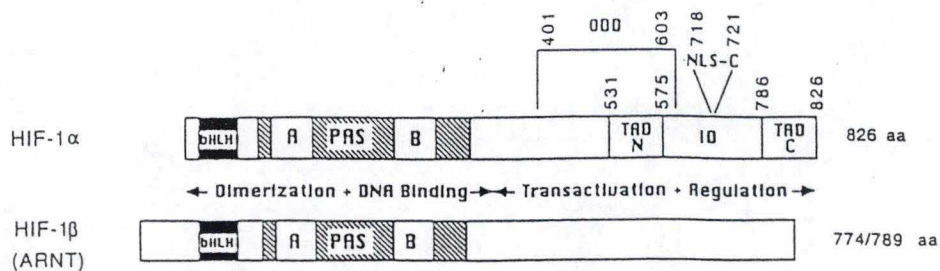 401 ODD 603 718 721
NLS-C
531 575 786 826
HIF-1α bHLH A PAS B TAD N ID TAD C 826 aa
Dimerization + DNA Binding Transactivation + Regulation
HIF-1β bHLH A PAS B 774/789 aa
(ARNT)